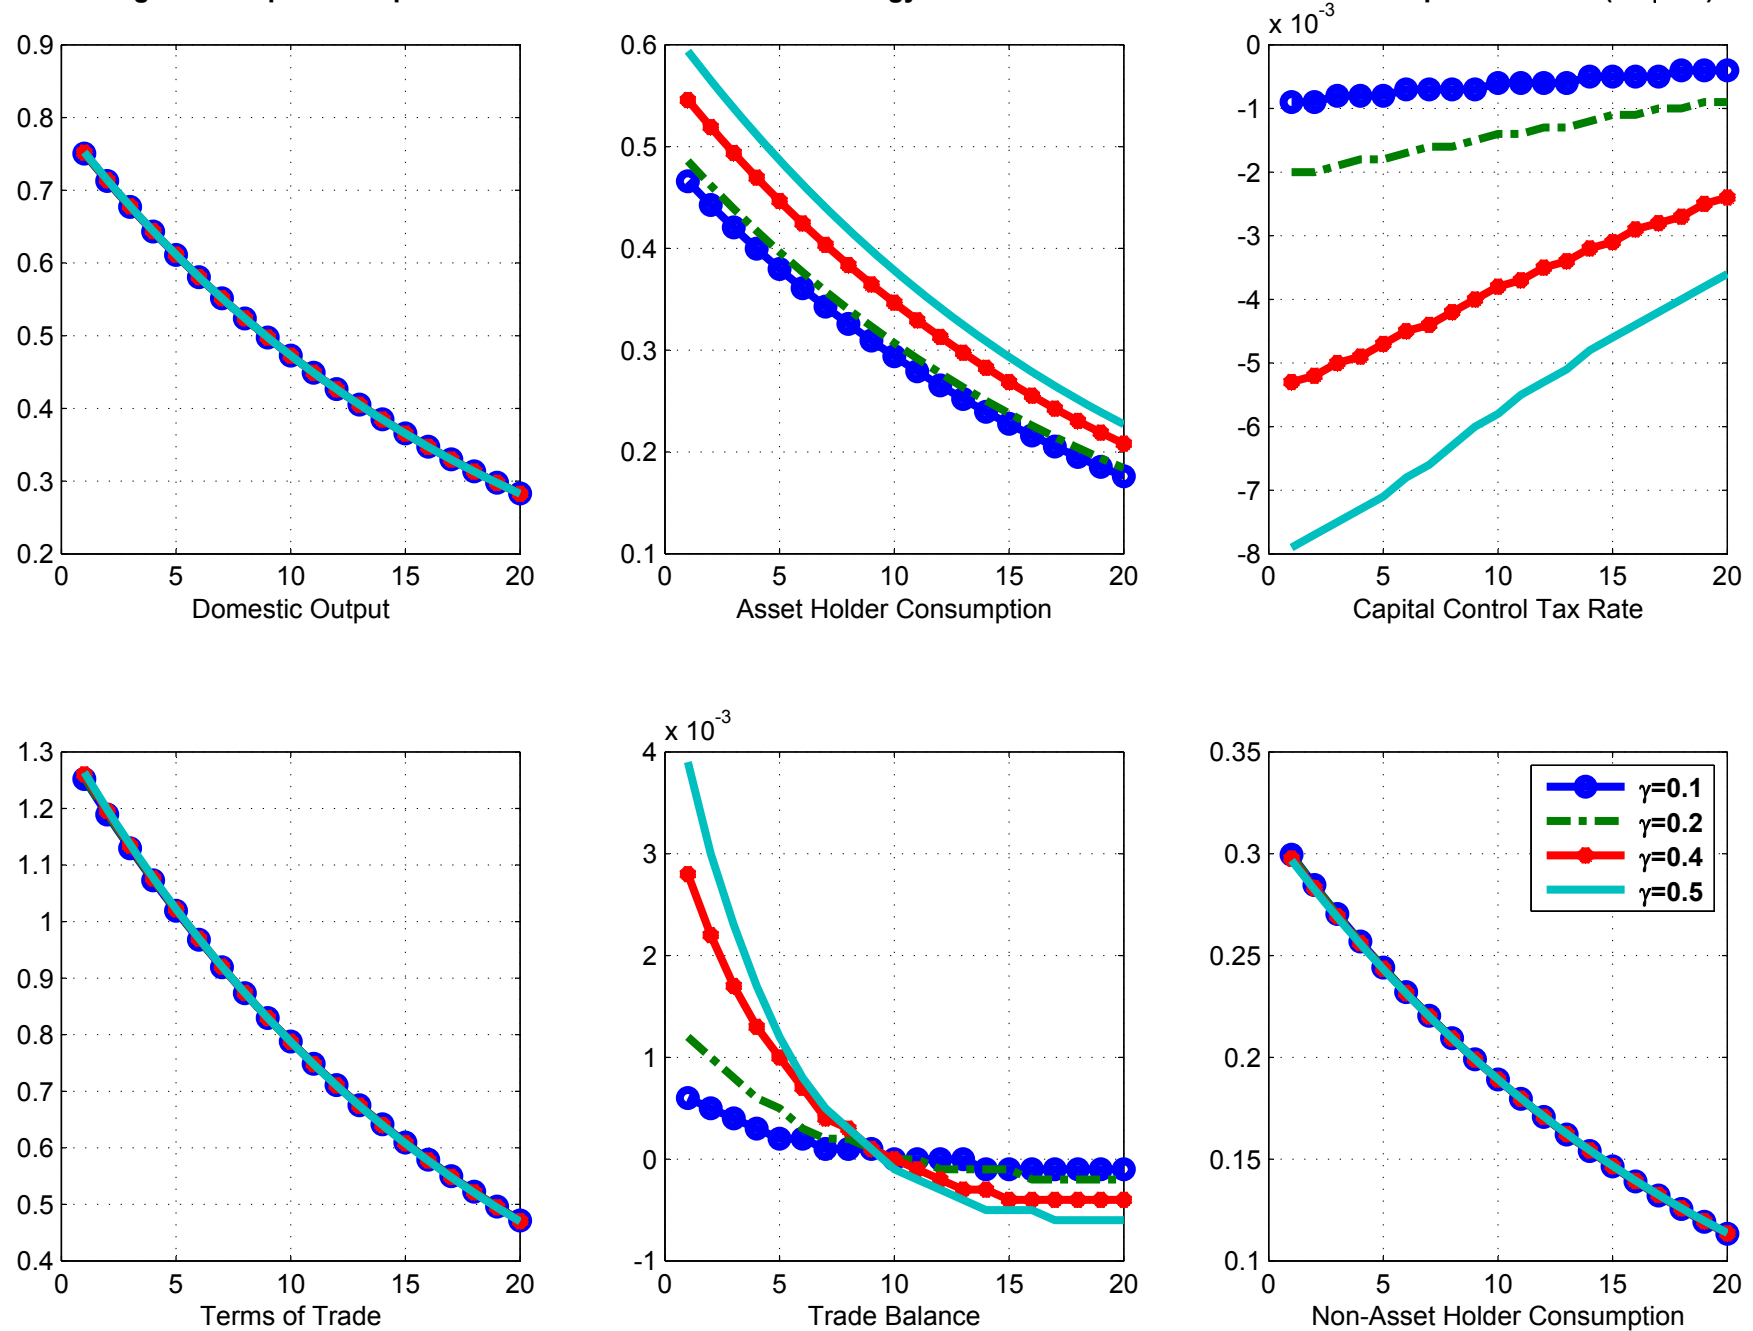 x 10-3
0.9
0.8
0.7
0.6
0.5
0.4
0.3
0.2
0 5 10 15 20
Domestic Output
0.6
0.5
0.4
0.3
0.2
0.1
0 5 10 15 20
Asset Holder Consumption
0
-1
-2
-3
-4
-5
-6
-7
-8
0 5 10 15 20
Capital Control Tax Rate
1.3
1.2
1.1
1
0.9
0.8
0.7
0.6
0.5
0.4
0 5 10 15 20
Terms of Trade
x 10-3
4
3
2
1
0
-1
0 5 10 15 20
Trade Balance
0.35
0.3
0.25
0.2
0.15
0.1
0 5 10 15 20
Non-Asset Holder Consumption
γ=0.1
γ=0.2
γ=0.4
γ=0.5